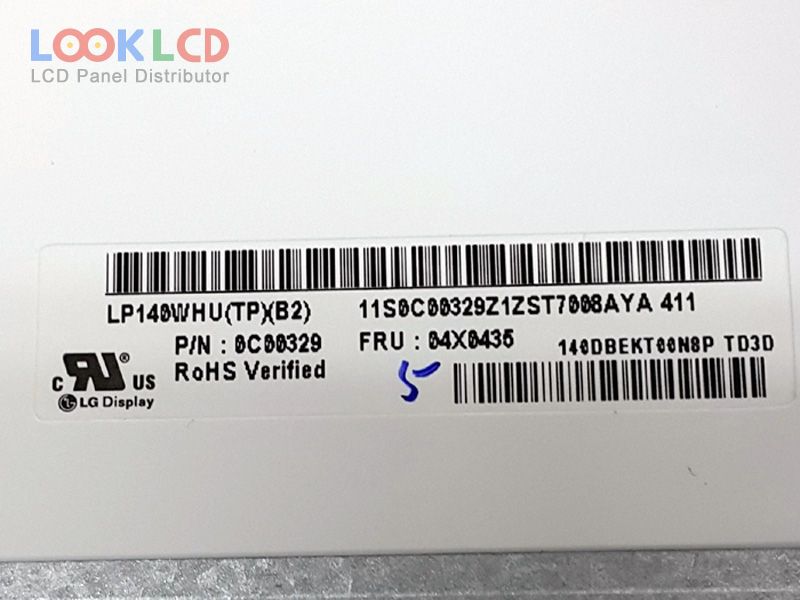 LOOKLCD
LCD Panel Distributor
LP140WHU(TP)(B2) 11S0C00329Z1ZST7008AYA 411
P/N : 0C00329 FRU : 04X0435 140DBEKT00N8P TD3D
RoHS Verified
c RU ® US
LG Display
5